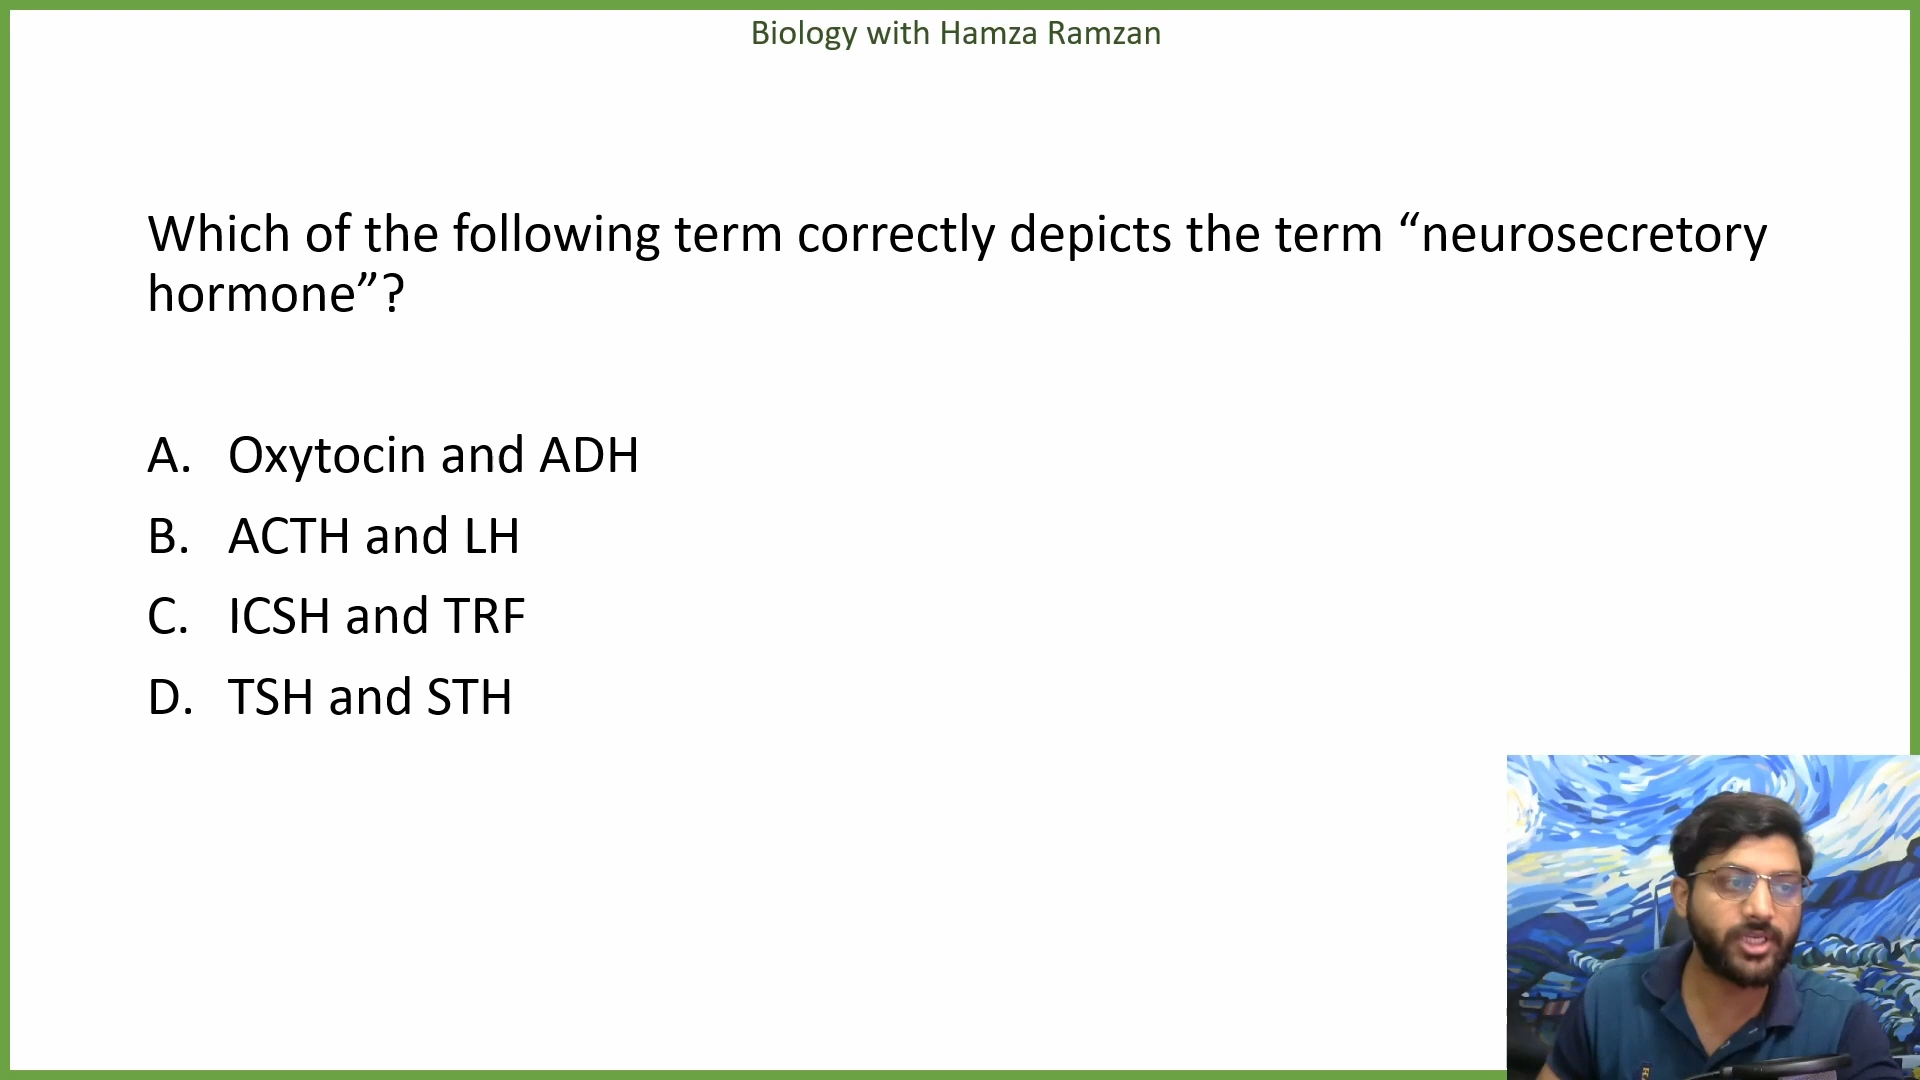 Biology with Hamza Ramzan
Which of the following term correctly depicts the term “neurosecretory
hormone”?
A. Oxytocin and ADH
B. ACTH and LH
C. ICSH and TRF
D. TSH and STH